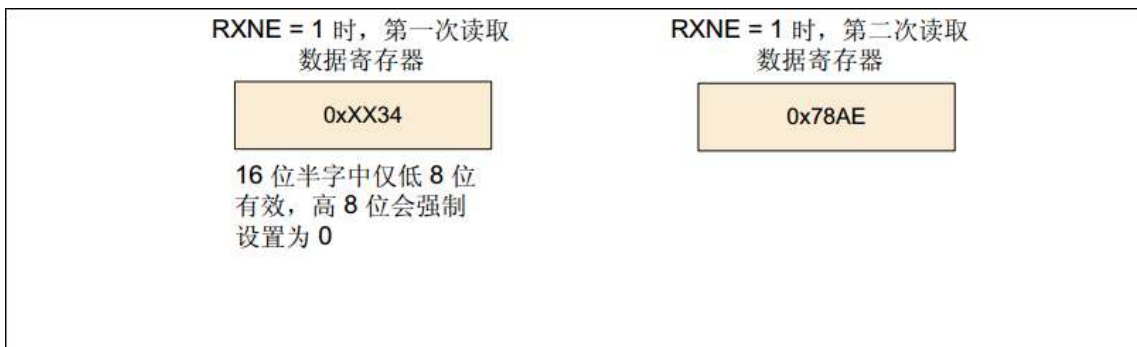 RXNE = 1 时，第一次读取
数据寄存器
0xXX34
16 位半字中仅低 8 位
有效，高 8 位会强制
设置为 0
RXNE = 1 时，第二次读取
数据寄存器
0x78AE